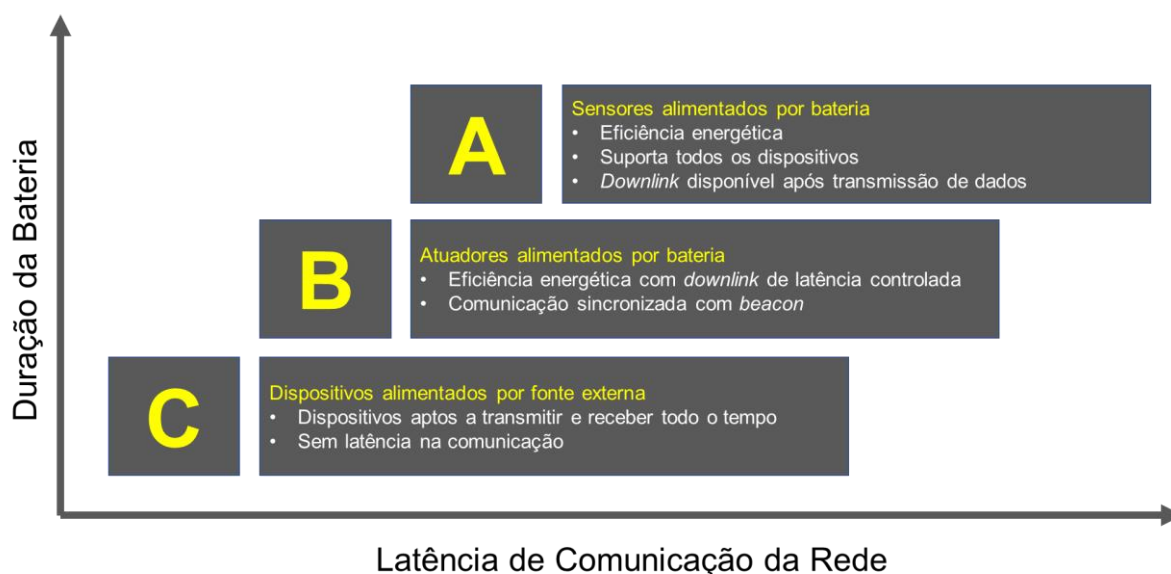 Duração da Bateria
A
Sensores alimentados por bateria
• Eficiência energética
• Suporta todos os dispositivos
• Downlink disponível após transmissão de dados
B
Atuadores alimentados por bateria
• Eficiência energética com downlink de latência controlada
• Comunicação sincronizada com beacon
C
Dispositivos alimentados por fonte externa
• Dispositivos aptos a transmitir e receber todo o tempo
• Sem latência na comunicação
Latência de Comunicação da Rede